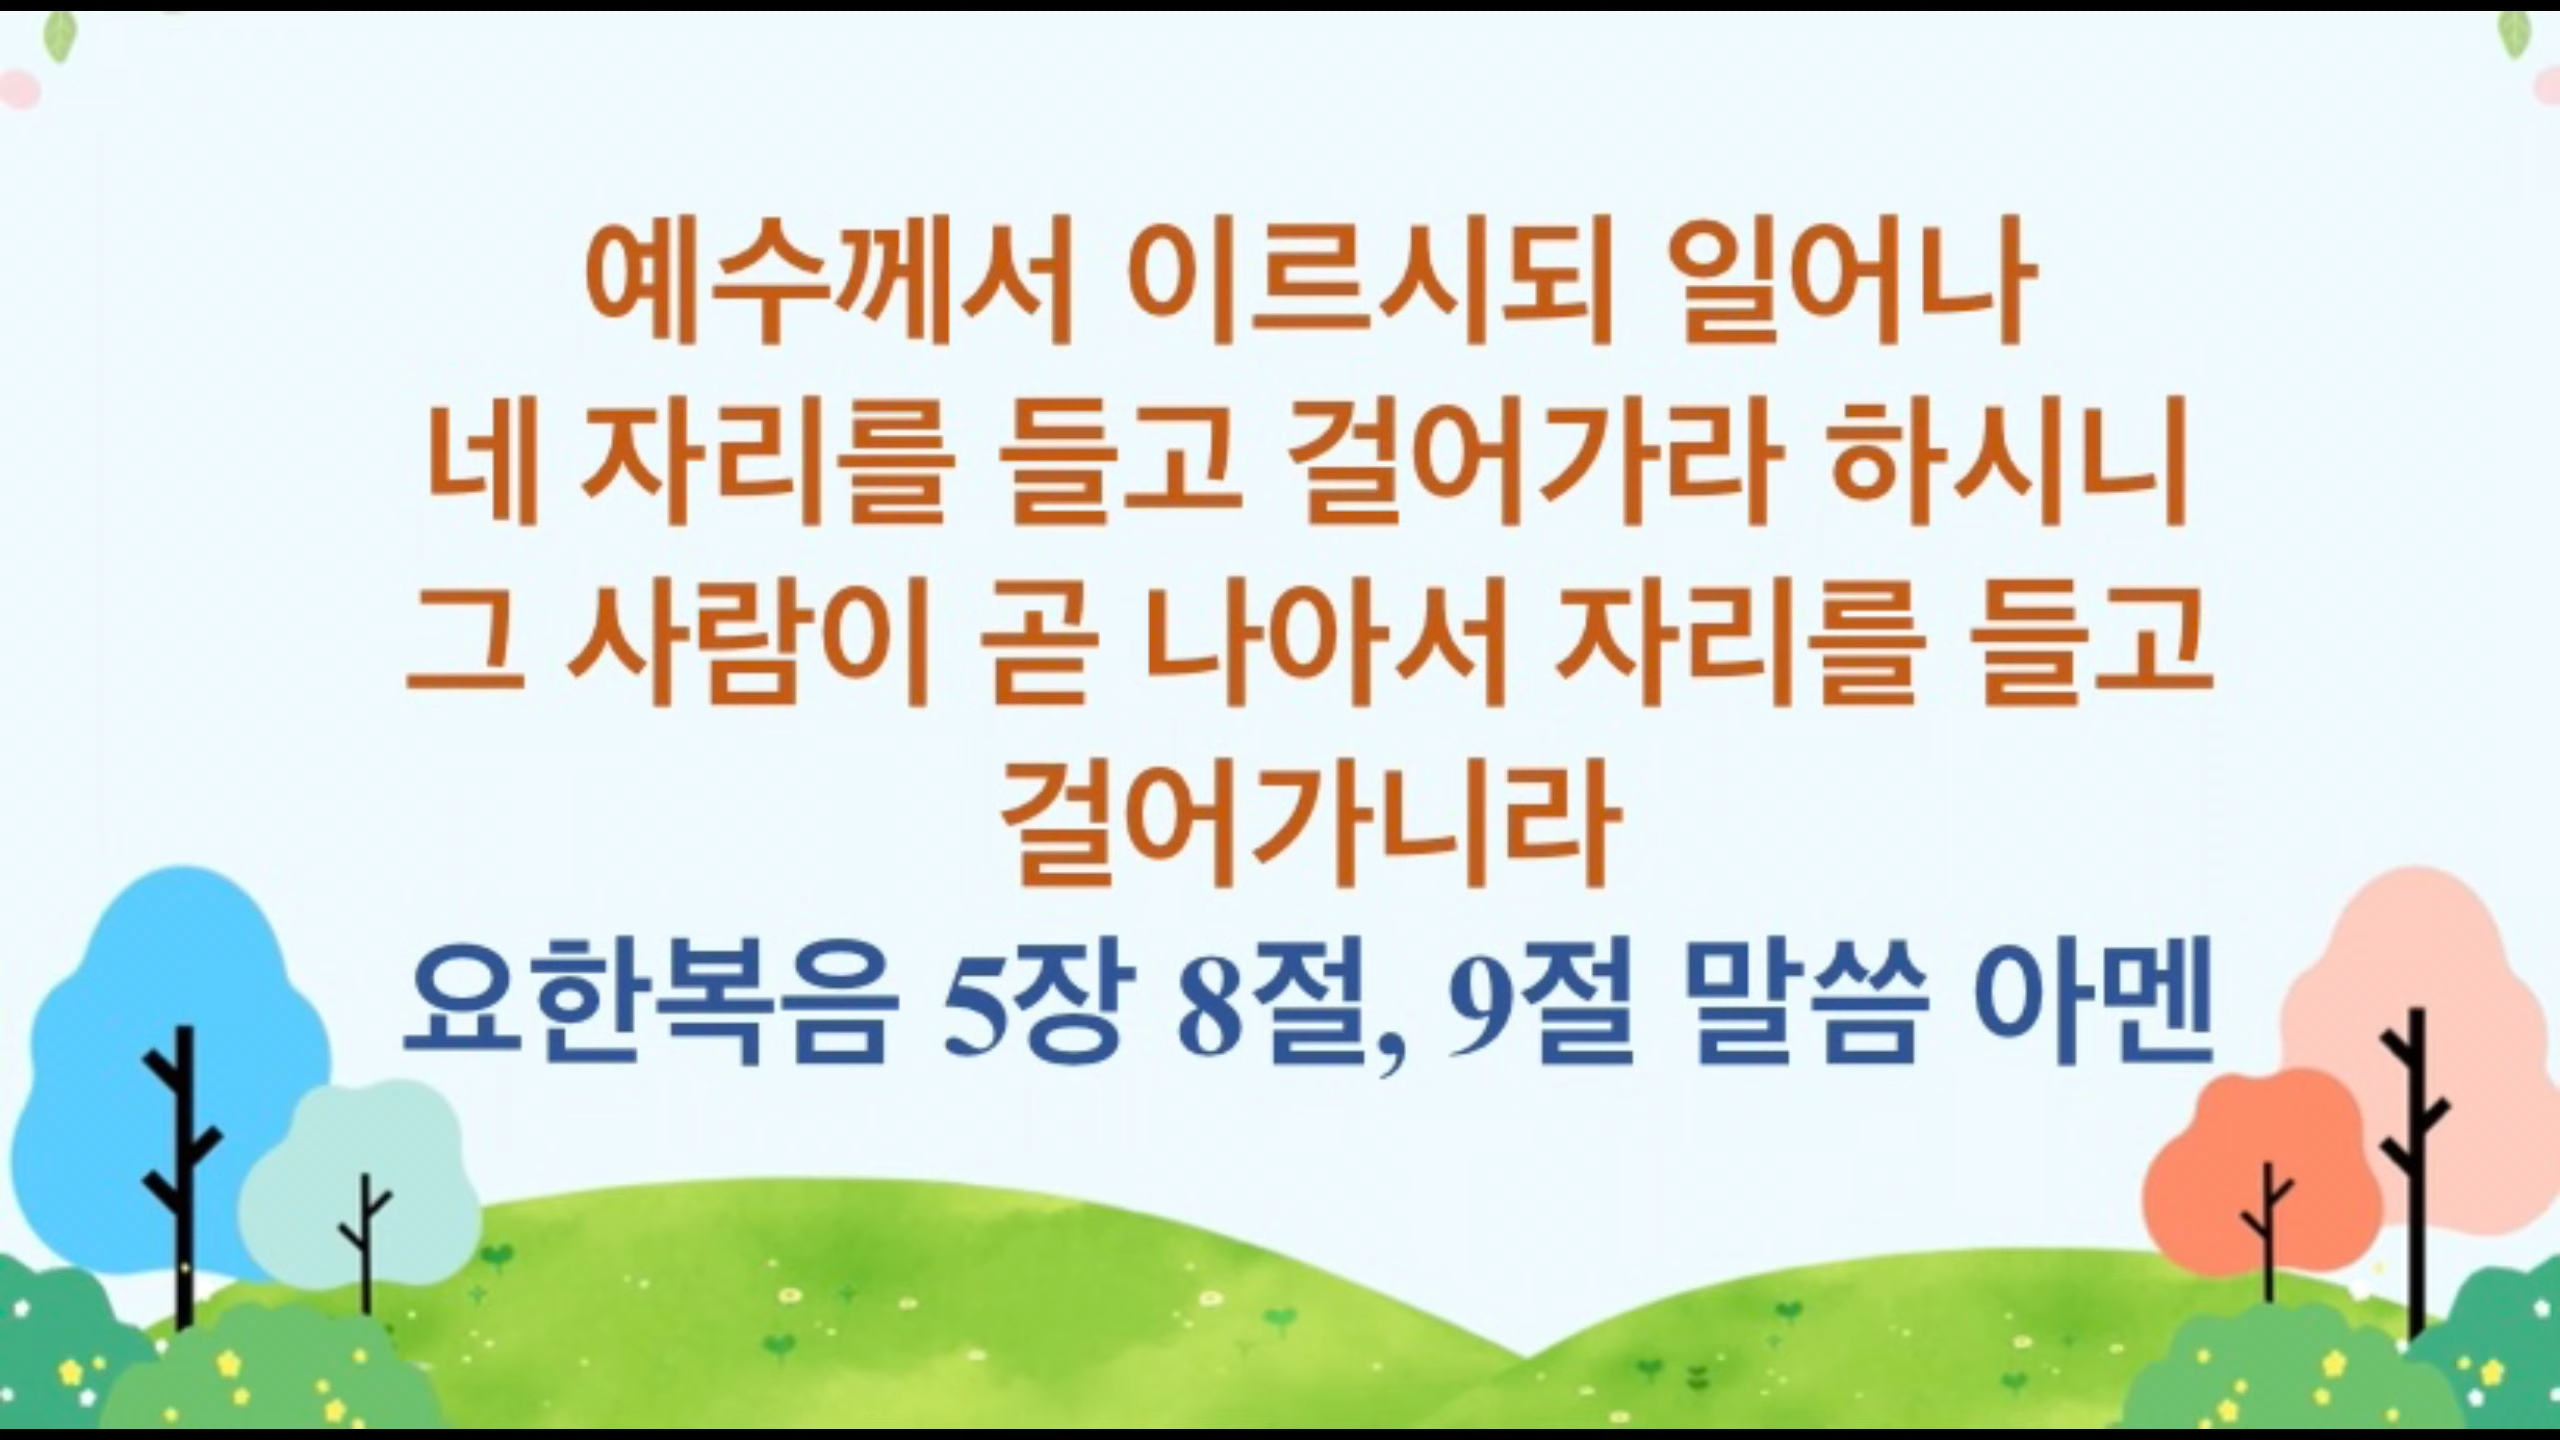 예수께서 이르시되 일어나
네 자리를 들고 걸어가라 하시니
그 사람이 곧 나아서 자리를 들고
걸어가니라
요한복음 5장 8절, 9절 말씀 아멘